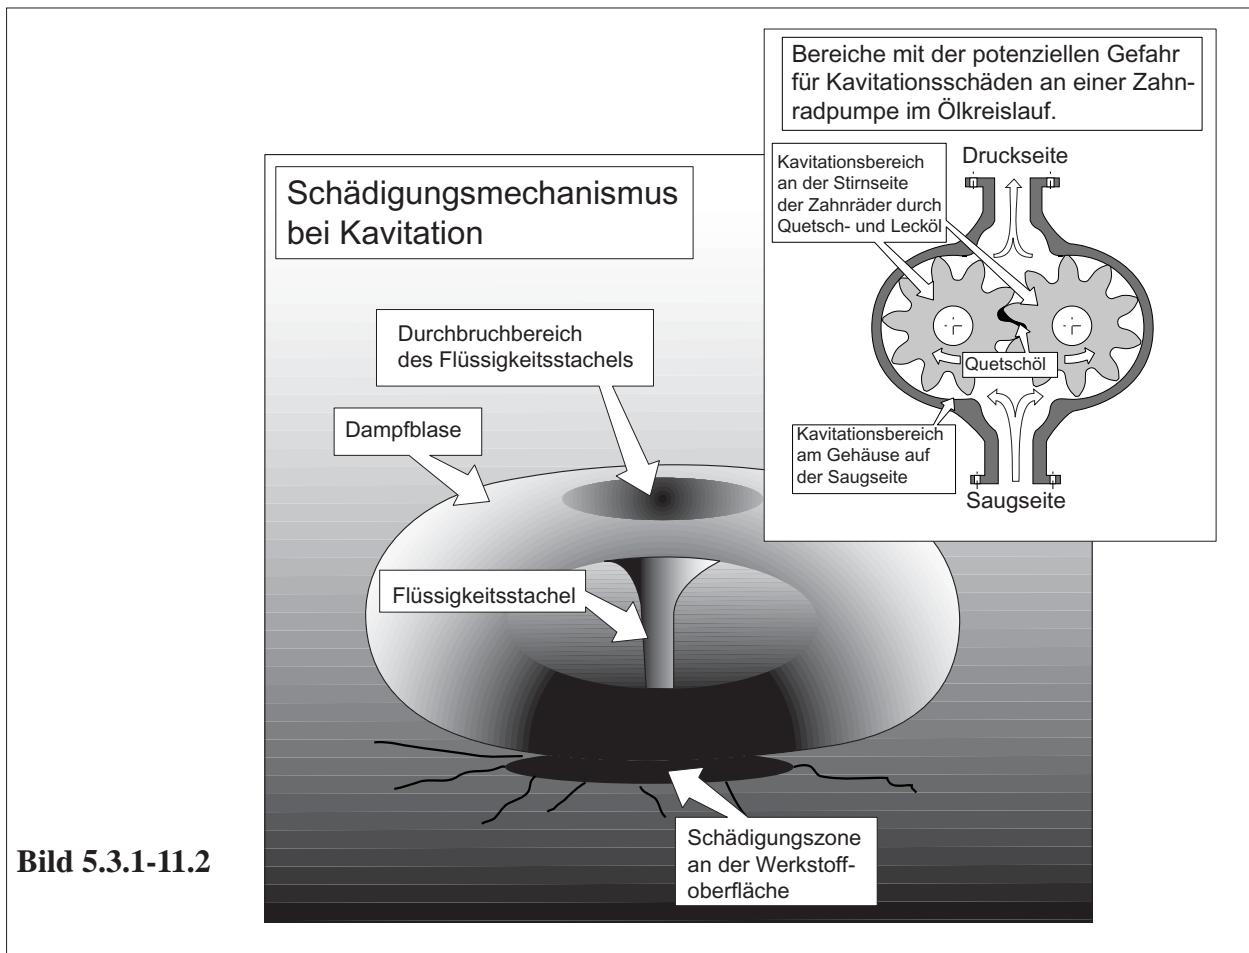 Bereiche mit der potenziellen Gefahr
für Kavitationsschäden an einer Zahn-
radpumpe im Ölkreislauf.
Kavitationsbereich
an der Stirnseite
der Zahnräder durch
Quetsch- und Lecköl
Druckseite
Quetschöl
Kavitationsbereich
am Gehäuse auf
der Saugseite
Saugseite
Schädigungsmechanismus
bei Kavitation
Durchbruchbereich
des Flüssigkeitsstachels
Dampfblase
Flüssigkeitsstachel
Schädigungszone
an der Werkstoff-
oberfläche
Bild 5.3.1-11.2